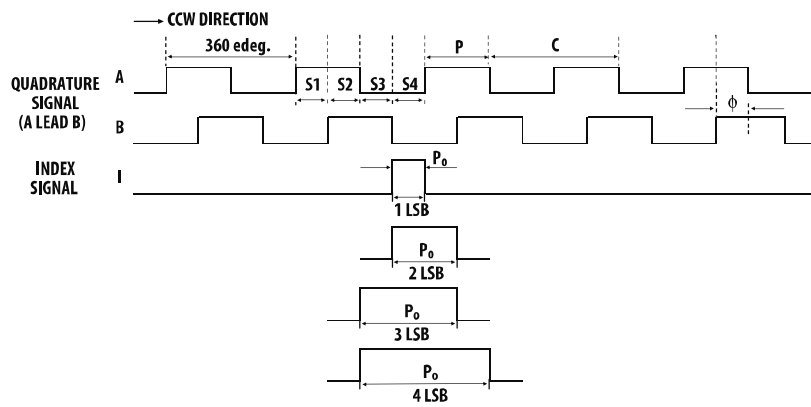 CCW DIRECTION
360 edeg.
P
C
QUADRATURE
SIGNAL
(A LEAD B)
A
S1
S2
S3
S4
ϕ
B
INDEX
SIGNAL
I
Po
1 LSB
Po
2 LSB
Po
3 LSB
Po
4 LSB